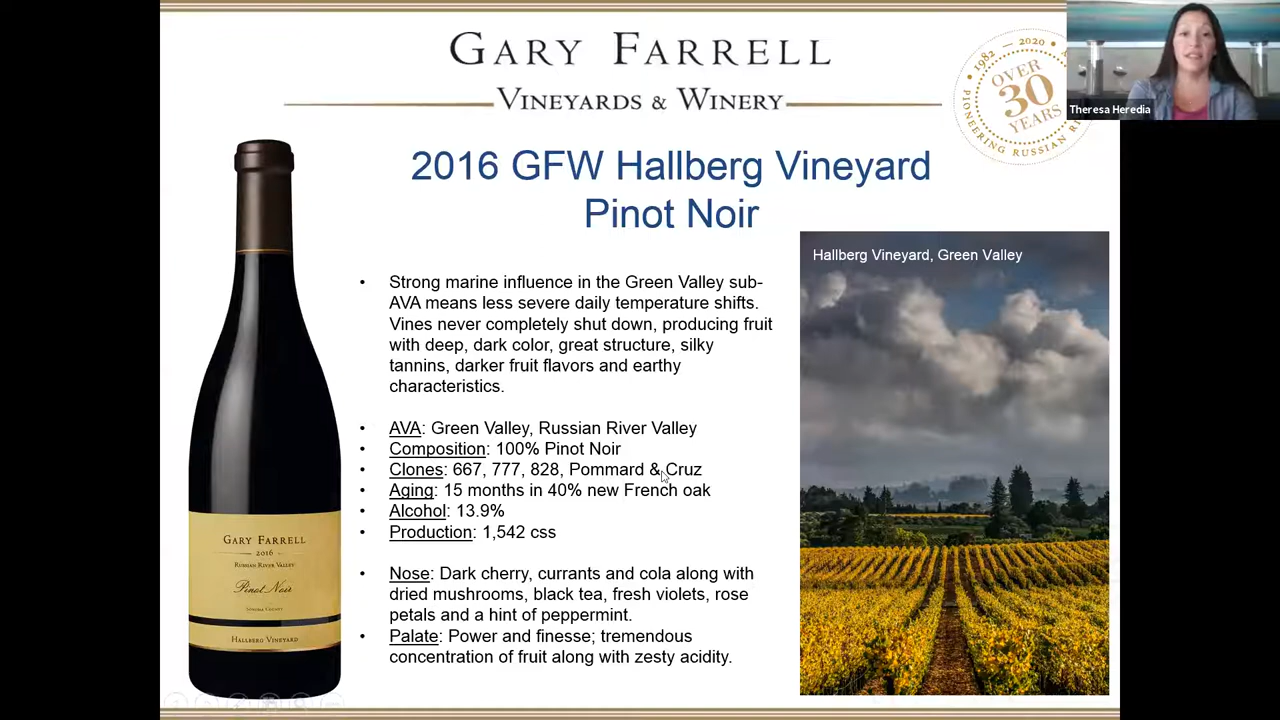 GARY FARRELL
VINEYARDS & WINERY
1982 — 2020
OVER
30
YEARS
PIONEERING RUSSIAN
Theresa Heredia
2016 GFW Hallberg Vineyard
Pinot Noir
Hallberg Vineyard, Green Valley
• Strong marine influence in the Green Valley sub-
AVA means less severe daily temperature shifts.
Vines never completely shut down, producing fruit
with deep, dark color, great structure, silky
tannins, darker fruit flavors and earthy
characteristics.
• AVA: Green Valley, Russian River Valley
• Composition: 100% Pinot Noir
• Clones: 667, 777, 828, Pommard & Cruz
• Aging: 15 months in 40% new French oak
• Alcohol: 13.9%
• Production: 1,542 css
• Nose: Dark cherry, currants and cola along with
dried mushrooms, black tea, fresh violets, rose
petals and a hint of peppermint.
• Palate: Power and finesse; tremendous
concentration of fruit along with zesty acidity.
GARY FARRELL
2016
RUSSIAN RIVER VALLEY
Pinot Noir
SONOMA COUNTY
HALLBERG VINEYARD